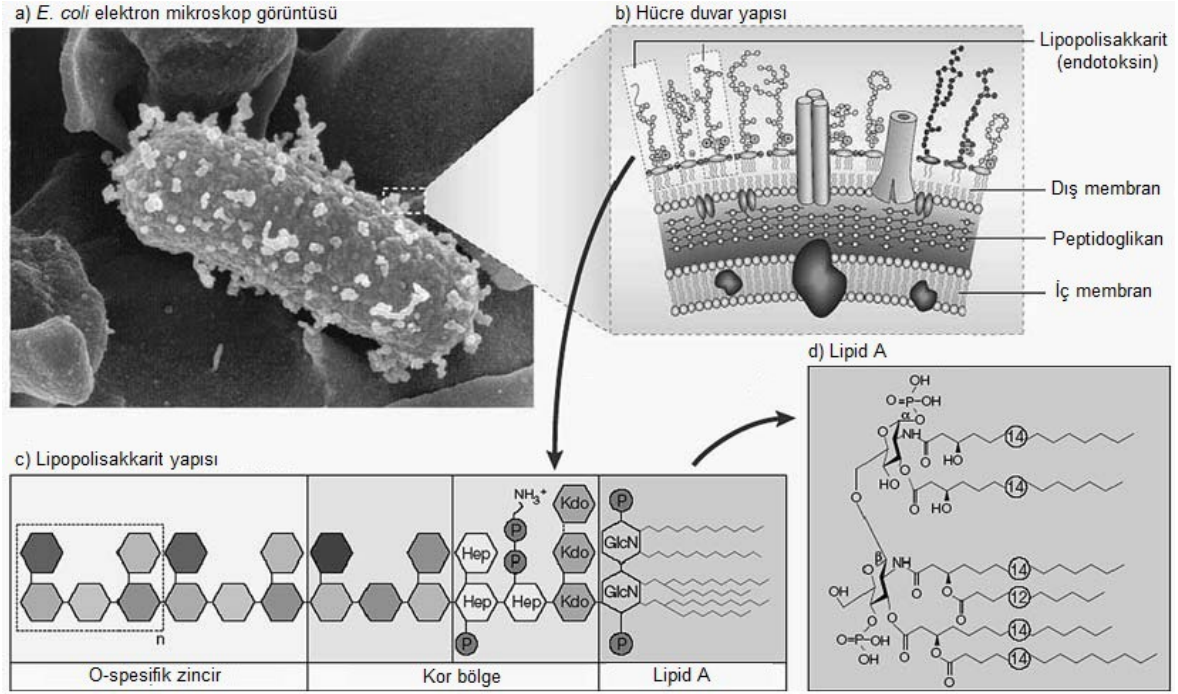 a) E. coli elektron mikroskop görüntüsü
b) Hücre duvar yapısı
Lipopolisakkarit
(endotoksin)
Dış membran
Peptidoglikan
İç membran
d) Lipid A
OH
O=P-OH
α O
O
NH
O
HO
14
HO
O
O
O
HO
14
O
β
O
NH
O
14
OH
O
O
12
HO
O
O
O
14
O=P-OH
OH
O
O
14
c) Lipopolisakkarit yapısı
NH3+
P
P
Hep
Hep
Hep
P
Kdo
Kdo
Kdo
P
GlcN
GlcN
P
n
O-spesifik zincir
Kor bölge
Lipid A